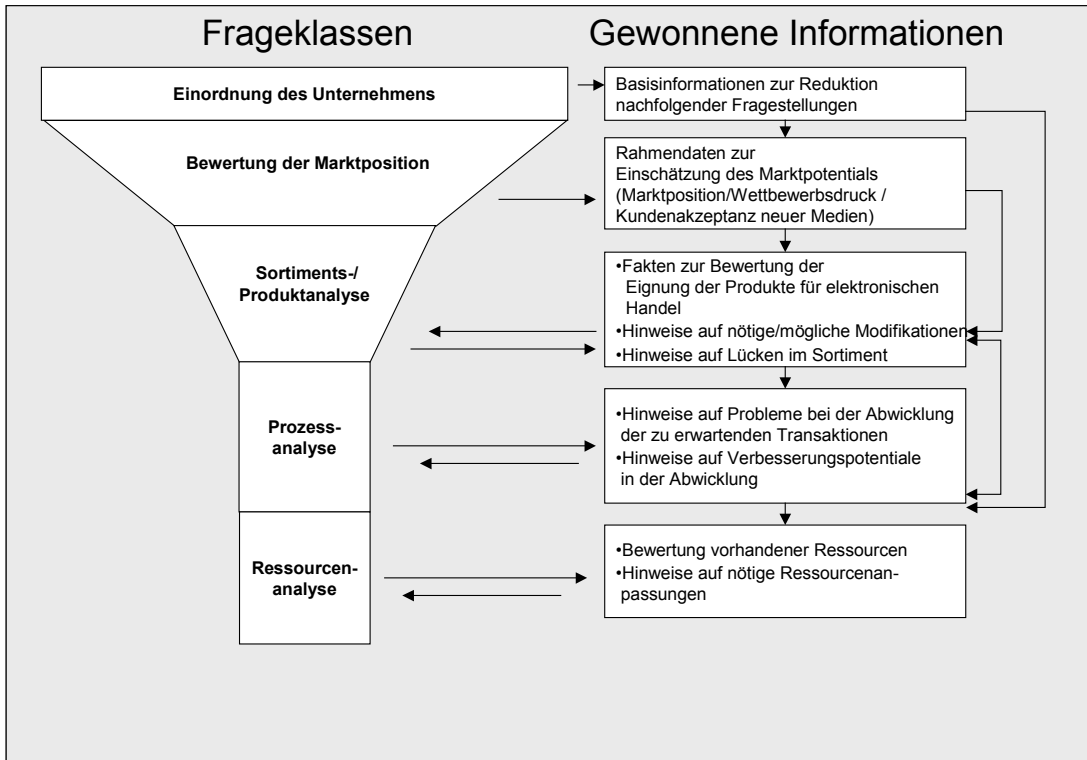 Frageklassen
Gewonnene Informationen
Einordnung des Unternehmens
Basisinformationen zur Reduktion
nachfolgender Fragestellungen
Bewertung der Marktposition
Rahmendaten zur
Einschätzung des Marktpotentials
(Marktposition/Wettbewerbsdruck /
Kundenakzeptanz neuer Medien)
Sortiments-/
Produktanalyse
•Fakten zur Bewertung der
Eignung der Produkte für elektronischen
Handel
•Hinweise auf nötige/mögliche Modifikationen
•Hinweise auf Lücken im Sortiment
Prozess-
analyse
•Hinweise auf Probleme bei der Abwicklung
der zu erwartenden Transaktionen
•Hinweise auf Verbesserungspotentiale
in der Abwicklung
Ressourcen-
analyse
•Bewertung vorhandener Ressourcen
•Hinweise auf nötige Ressourcenan-
passungen